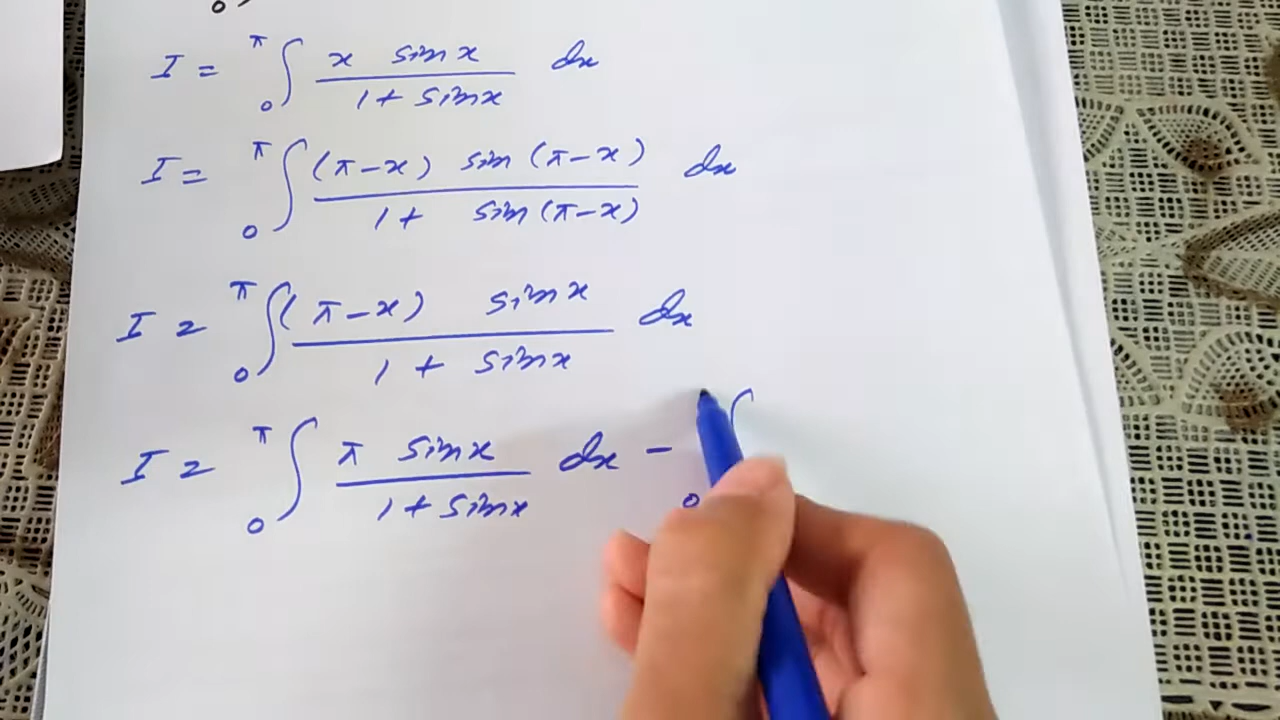 I = π ∫ 0 x sin x / 1 + sin x dx
I = π ∫ 0 (π - x) sin (π - x) / 1 + sin (π - x) dx
I = π ∫ 0 (π - x) sin x / 1 + sin x dx
I = π ∫ 0 π sin x / 1 + sin x dx - ∫ 0